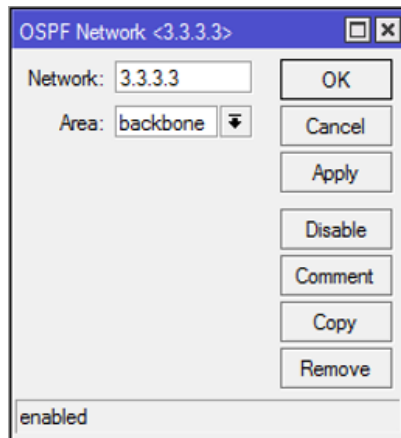 OSPF Network <3.3.3.3>
Network: 3.3.3.3
OK
Area: backbone
Cancel
Apply
Disable
Comment
Copy
Remove
enabled